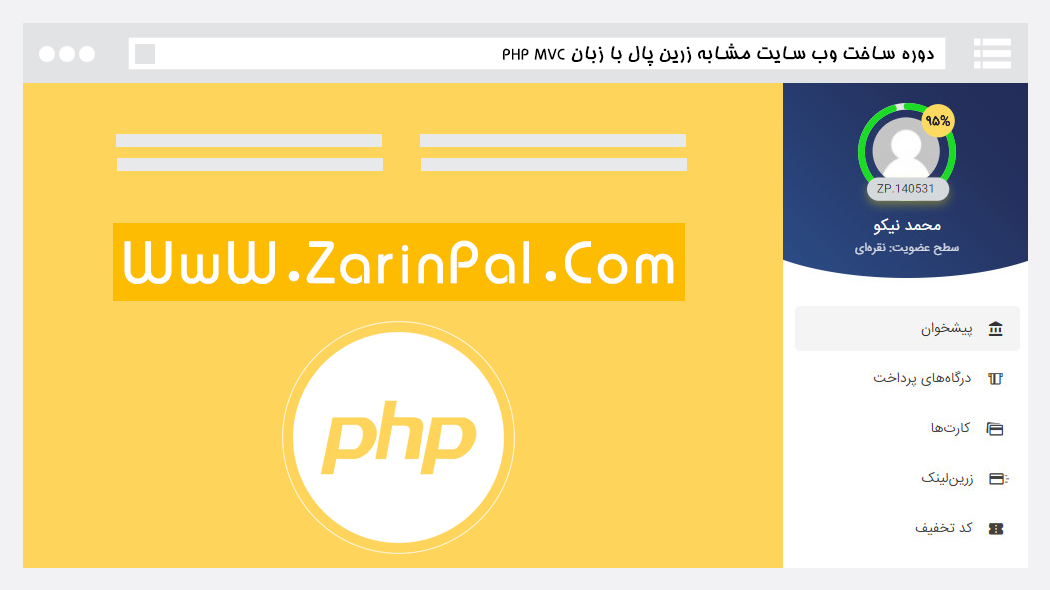 دوره ساخت وب سایت مشابه زرین پال با زبان PHP MVC
۹۵%
ZP.140531
محمد نیکو
سطح عضویت: نقره‌ای
WwW.ZarinPal.Com
php
پیشخوان
درگاه‌های پرداخت
کارت‌ها
زرین‌لینک
کد تخفیف